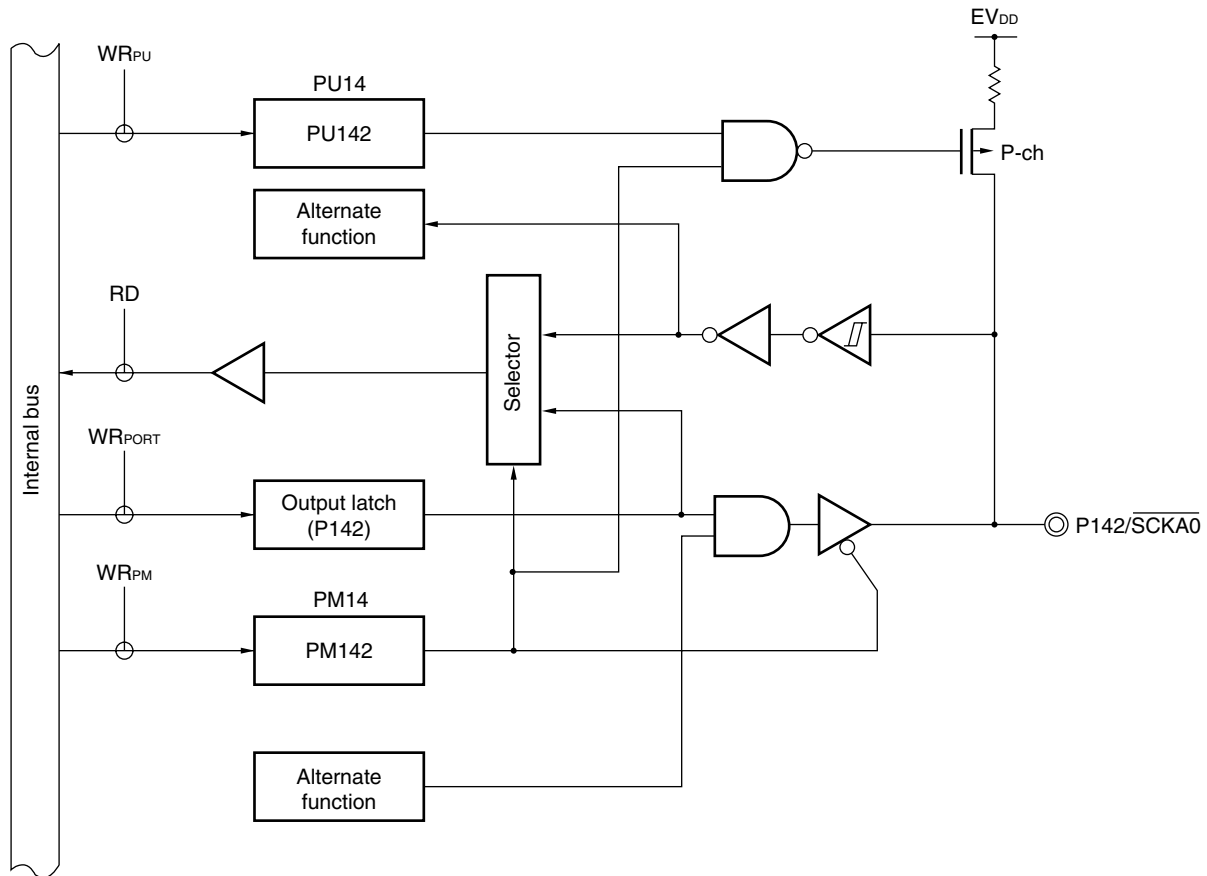 EVDD
WRPU
PU14
PU142
P-ch
Alternate
function
RD
Selector
Internal bus
WRPORT
Output latch
(P142)
P142/S̅C̅K̅A̅0̅
WRPM
PM14
PM142
Alternate
function